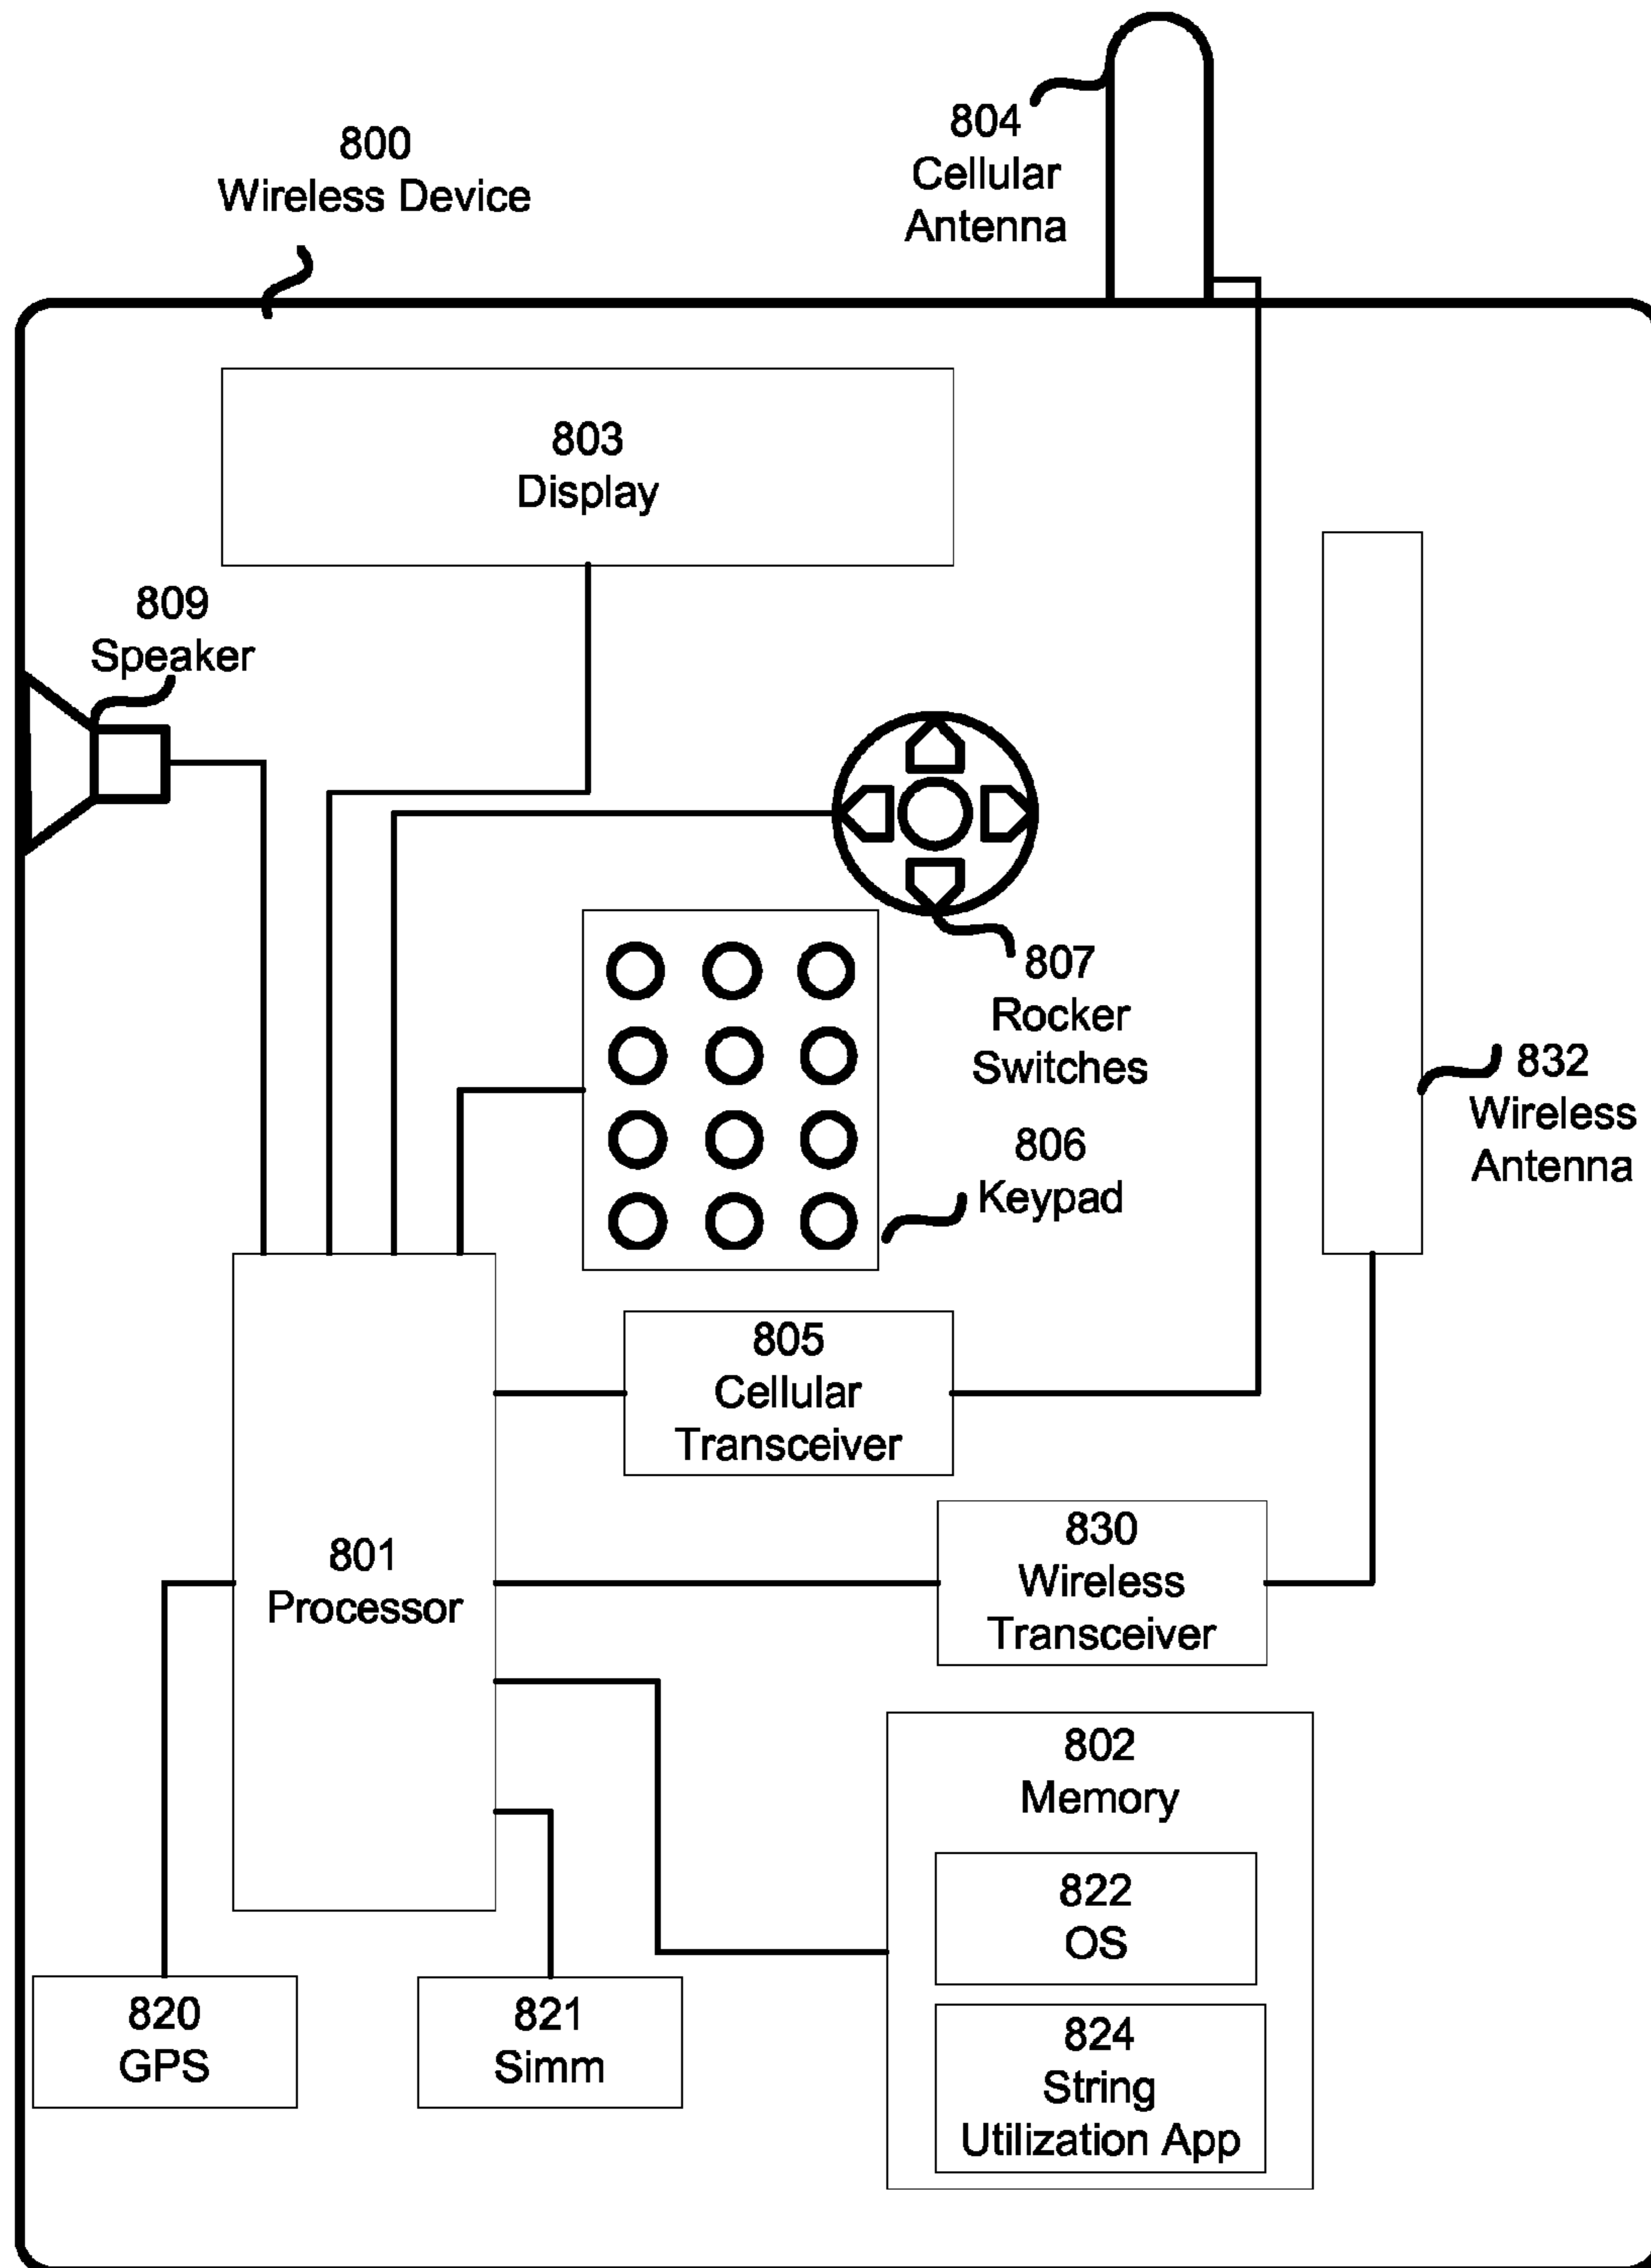 804
Cellular
Antenna
800
Wireless Device
803
Display
809
Speaker
807
Rocker
Switches
832
Wireless
Antenna
806
Keypad
805
Cellular
Transceiver
830
Wireless
Transceiver
801
Processor
802
Memory
822
OS
820
GPS
821
Simm
824
String
Utilization App